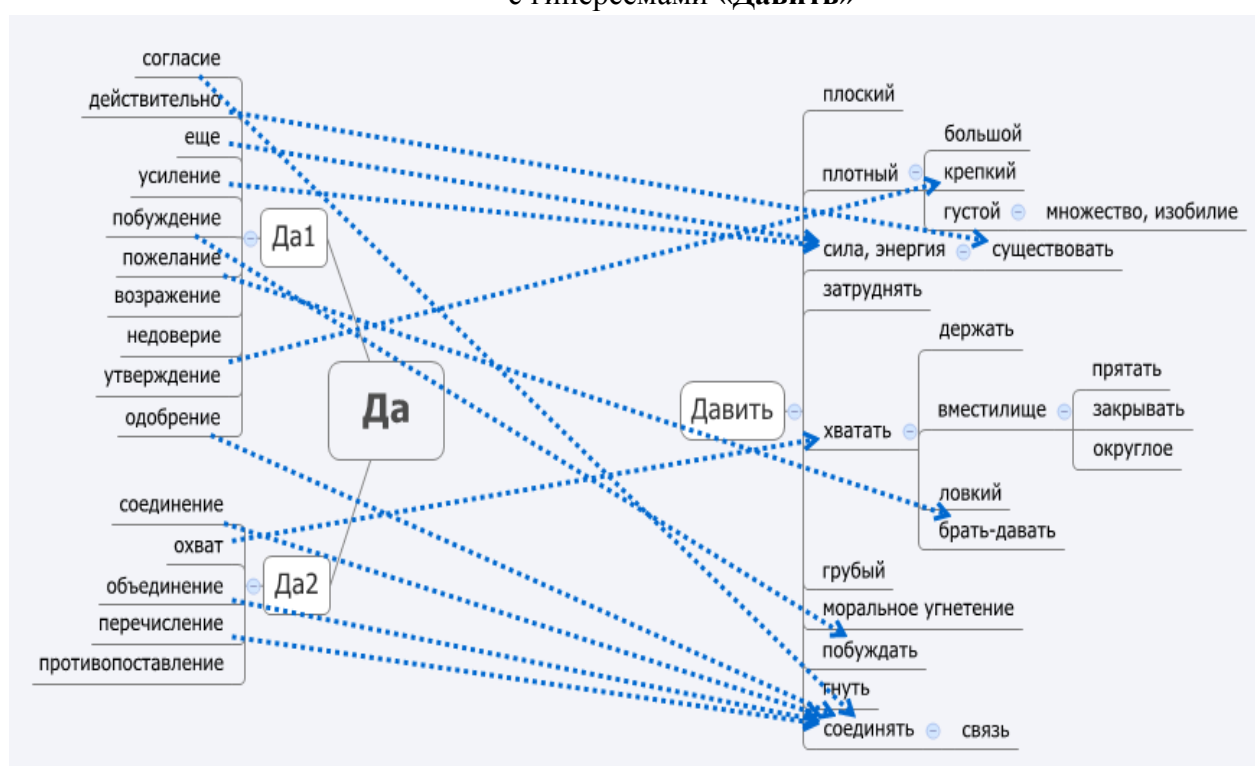 с гиперсемами «Давить»
согласие
действительно
еще
усиление
побуждение
пожелание
возражение
недоверие
утверждение
одобрение
Да1
Да
соединение
охват
объединение
перечисление
противопоставление
Да2
Давить
плоский
плотный
большой
крепкий
густой
множество, изобилие
сила, энергия
существовать
затруднять
хватать
держать
вместилище
прятать
закрывать
округлое
ловкий
брать-давать
грубый
моральное угнетение
побуждать
гнуть
соединять
связь